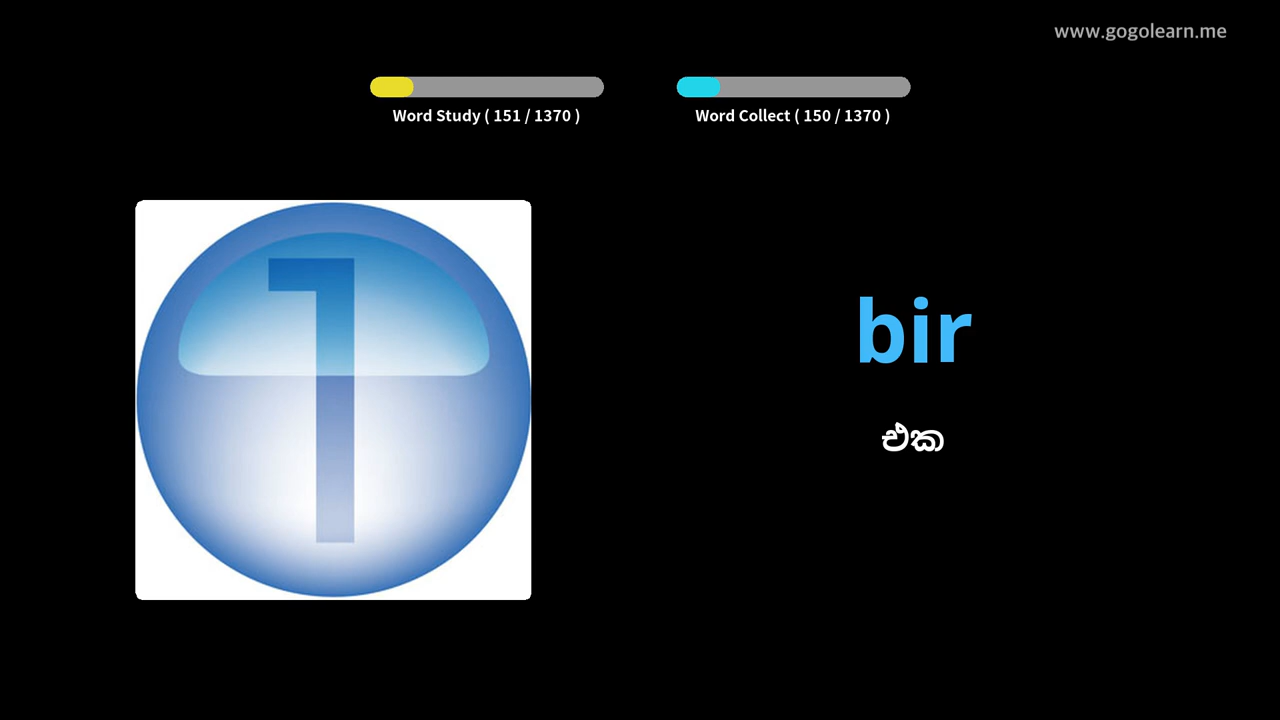 www.gogolearn.me
Word Study ( 151 / 1370 )
Word Collect ( 150 / 1370 )
1
bir
එක